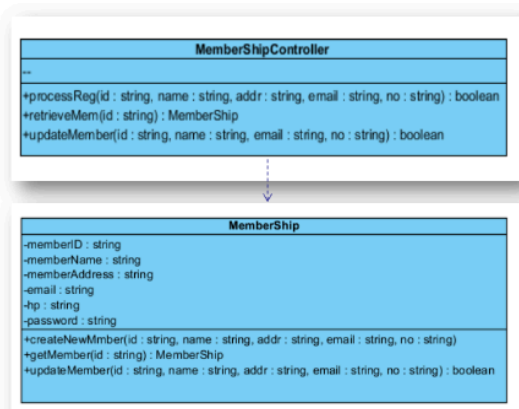 MemberShipController
--
+processReg(id : string, name : string, addr : string, email : string, no : string) : boolean
+retrieveMem(id : string) : MemberShip
+updateMember(id : string, name : string, email : string, no : string) : boolean
MemberShip
-memberID : string
-memberName : string
-memberAddress : string
-email : string
-hp : string
-password : string
+createNewMmber(id : string, name : string, addr : string, email : string, no : string)
+getMember(id : string) : MemberShip
+updateMember(id : string, name : string, addr : string, email : string, no : string) : boolean